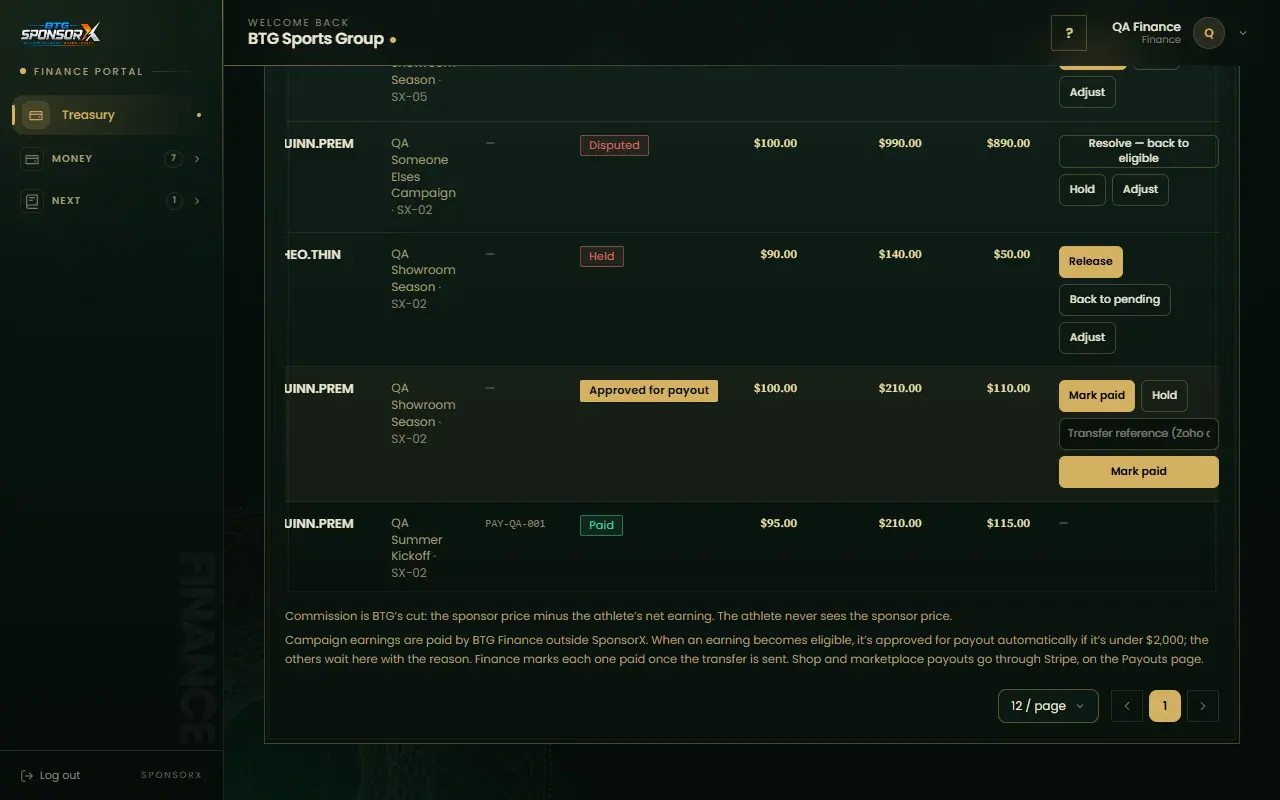 BTG
SPONSORX
FINANCE PORTAL
Treasury
MONEY
7
NEXT
1
FINANCE
Log out
SPONSORX
WELCOME BACK
BTG Sports Group
?
QA Finance
Finance
Q
Season ·
SX-05
Adjust
UINN.PREM
QA
Someone
Elses
Campaign
· SX-02
—
Disputed
$100.00
$990.00
$890.00
Resolve — back to
eligible
Hold
Adjust
HEO.THIN
QA
Showroom
Season ·
SX-02
—
Held
$90.00
$140.00
$50.00
Release
Back to pending
Adjust
UINN.PREM
QA
Showroom
Season ·
SX-02
—
Approved for payout
$100.00
$210.00
$110.00
Mark paid
Hold
Transfer reference (Zoho
Mark paid
UINN.PREM
QA
Summer
Kickoff ·
SX-02
PAY-QA-001
Paid
$95.00
$210.00
$115.00
—
Commission is BTG's cut: the sponsor price minus the athlete's net earning. The athlete never sees the sponsor price.
Campaign earnings are paid by BTG Finance outside SponsorX. When an earning becomes eligible, it's approved for payout automatically if it's under $2,000; the
others wait here with the reason. Finance marks each one paid once the transfer is sent. Shop and marketplace payouts go through Stripe, on the Payouts page.
12 / page
1